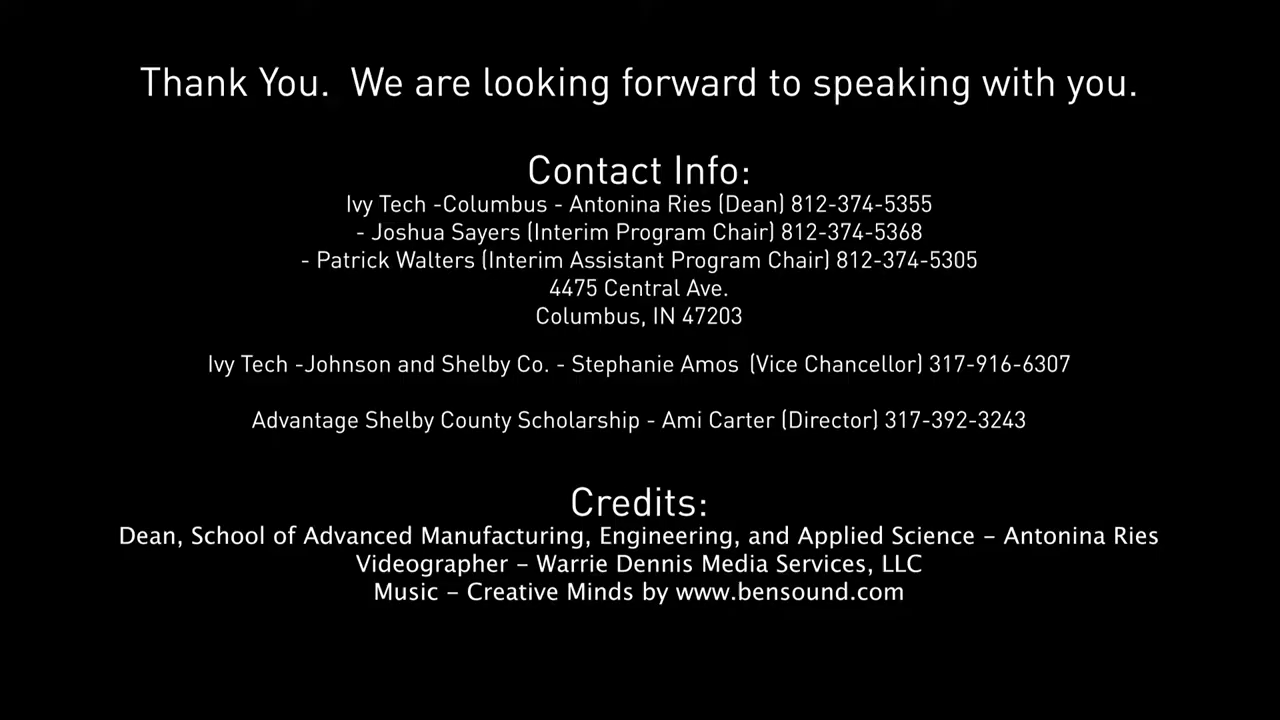 Thank You.  We are looking forward to speaking with you.
Contact Info:
Ivy Tech -Columbus - Antonina Ries (Dean) 812-374-5355
- Joshua Sayers (Interim Program Chair) 812-374-5368
- Patrick Walters (Interim Assistant Program Chair) 812-374-5305
4475 Central Ave.
Columbus, IN 47203
Ivy Tech -Johnson and Shelby Co. - Stephanie Amos  (Vice Chancellor) 317-916-6307
Advantage Shelby County Scholarship - Ami Carter (Director) 317-392-3243
Credits:
Dean, School of Advanced Manufacturing, Engineering, and Applied Science – Antonina Ries
Videographer – Warrie Dennis Media Services, LLC
Music – Creative Minds by www.bensound.com